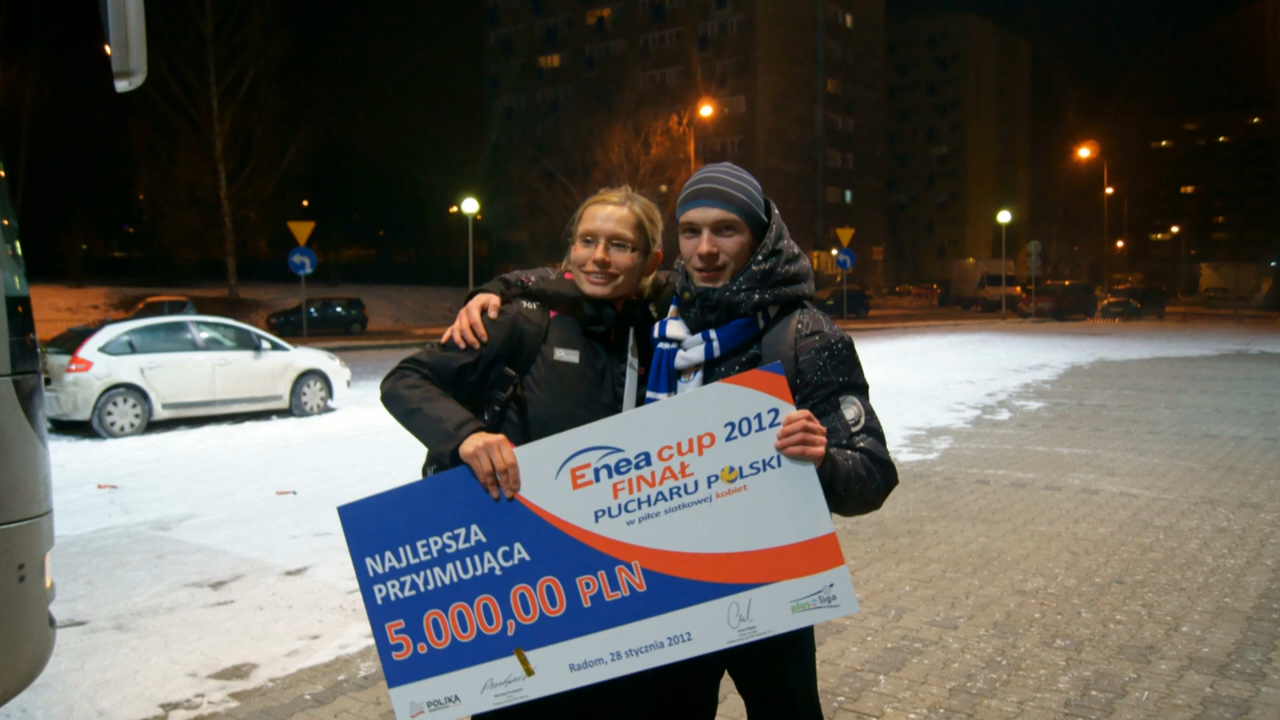 Enea cup 2012
FINAŁ
PUCHARU POLSKI
w piłce siatkowej kobiet
NAJLEPSZA
PRZYJMUJĄCA
5.000,00 PLN
Radom, 28 stycznia 2012
plus liga
POLSKA